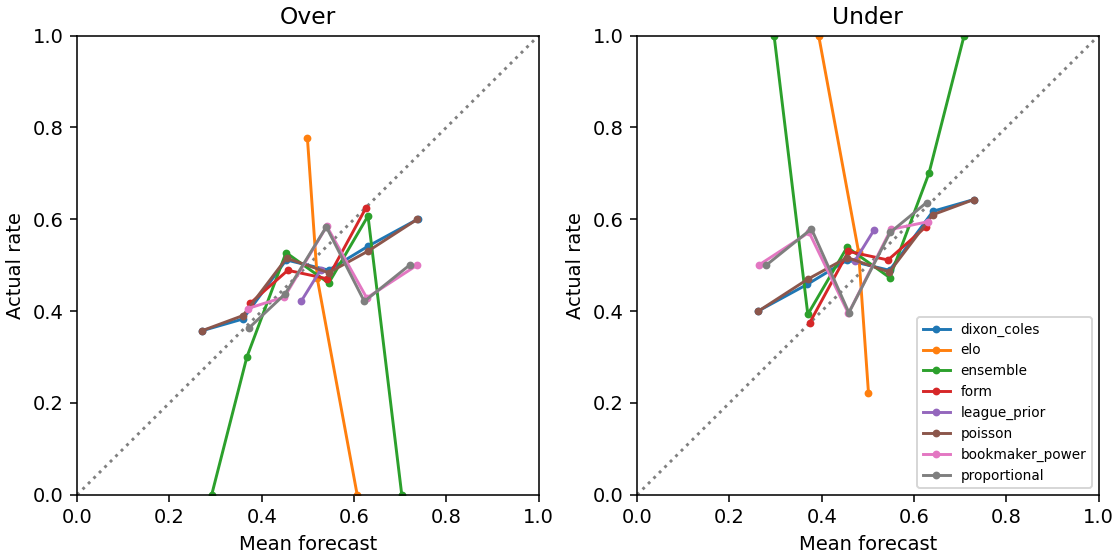 Over
Under
Actual rate
1.0
0.8
0.6
0.4
0.2
0.0
0.0
0.2
0.4
0.6
0.8
1.0
Mean forecast
Actual rate
1.0
0.8
0.6
0.4
0.2
0.0
0.0
0.2
0.4
0.6
0.8
1.0
Mean forecast
dixon_coles
elo
ensemble
form
league_prior
poisson
bookmaker_power
proportional